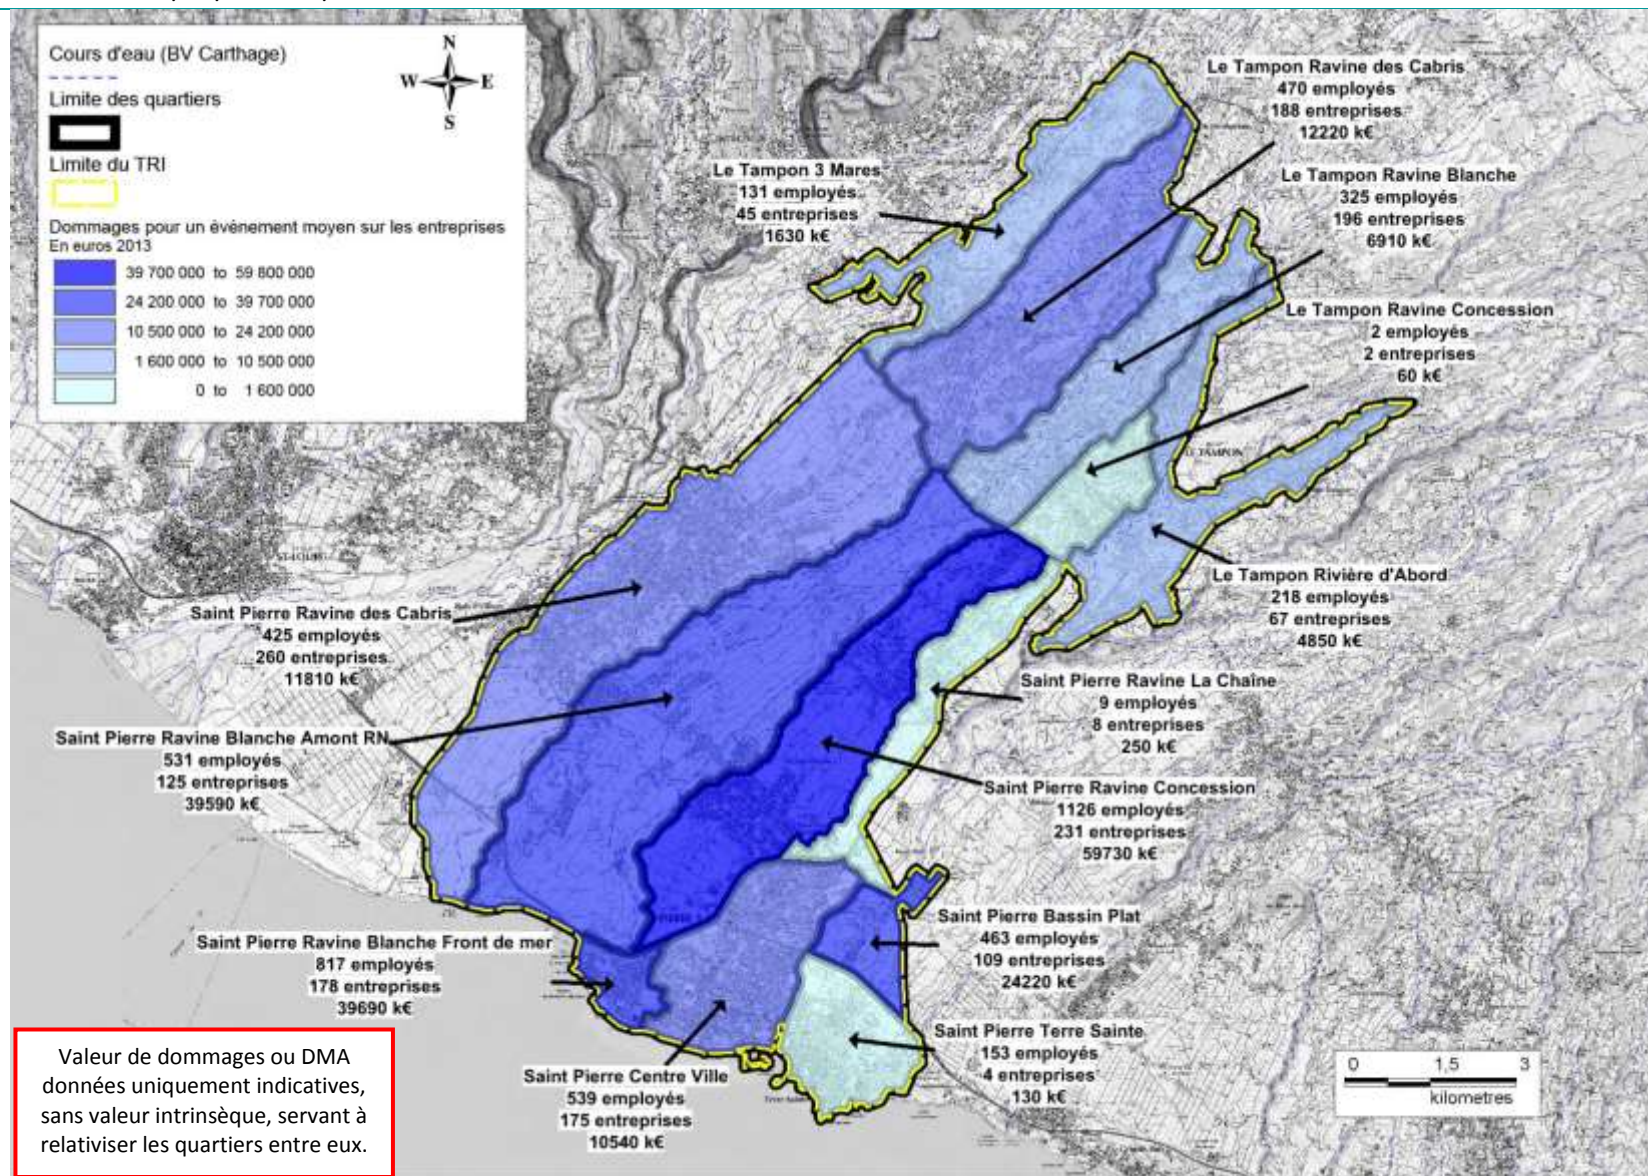 Cours d'eau (BV Carthage)
Limite des quartiers
Limite du TRI
Dommages pour un événement moyen sur les entreprises
En euros 2013
39 700 000 to 59 800 000
24 200 000 to 39 700 000
10 500 000 to 24 200 000
1 600 000 to 10 500 000
0 to 1 600 000
N
W E
S
Le Tampon Ravine des Cabris
470 employés
188 entreprises
12220 k€
Le Tampon 3 Mares
131 employés
45 entreprises
1630 k€
Le Tampon Ravine Blanche
325 employés
196 entreprises
6910 k€
Le Tampon Ravine Concession
2 employés
2 entreprises
60 k€
LE TAMPON
ST-LOUIS
Le Tampon Rivière d'Abord
218 employés
67 entreprises
4850 k€
Saint Pierre Ravine des Cabris
425 employés
260 entreprises
11810 k€
Saint Pierre Ravine La Chaîne
9 employés
8 entreprises
250 k€
Saint Pierre Ravine Blanche Amont RN
531 employés
125 entreprises
39590 k€
Saint Pierre Ravine Concession
1126 employés
231 entreprises
59730 k€
Saint Pierre Bassin Plat
463 employés
109 entreprises
24220 k€
Saint Pierre Ravine Blanche Front de mer
817 employés
178 entreprises
39690 k€
Saint Pierre Terre Sainte
153 employés
4 entreprises
130 k€
Saint Pierre Centre Ville
539 employés
175 entreprises
10540 k€
Valeur de dommages ou DMA
données uniquement indicatives,
sans valeur intrinsèque, servant à
relativiser les quartiers entre eux.
0 1,5 3
kilometres